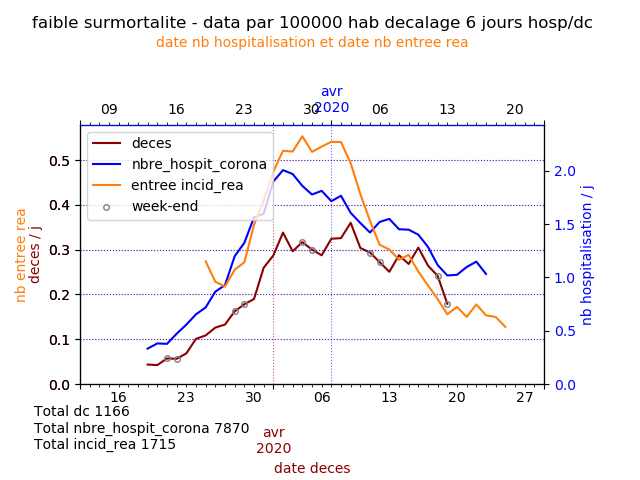 faible surmortalite - data par 100000 hab decalage 6 jours hosp/dc
date nb hospitalisation et date nb entree rea
avr
2020
09 16 23 30 06 13 20
deces
nbre_hospit_corona
entree incid_rea
week-end
0.5
0.4
0.3
0.2
0.1
0.0
nb entree rea
deces / j
2.0
1.5
1.0
0.5
0.0
nb hospitalisation / j
16 23 30 06 13 20 27
Total dc 1166
Total nbre_hospit_corona 7870
Total incid_rea 1715
avr
2020
date deces